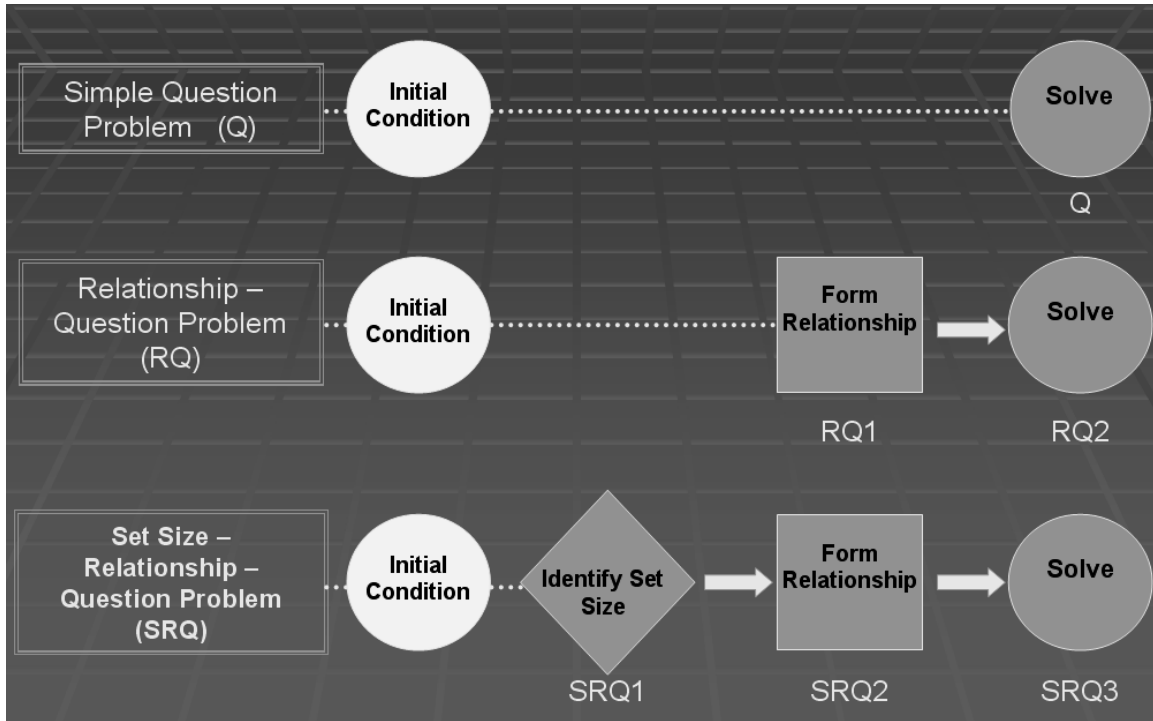 Simple Question
Problem (Q)
Initial
Condition
Solve
Q
Relationship –
Question Problem
(RQ)
Initial
Condition
Form
Relationship
Solve
RQ1
RQ2
Set Size –
Relationship –
Question Problem
(SRQ)
Initial
Condition
Identify Set
Size
Form
Relationship
Solve
SRQ1
SRQ2
SRQ3